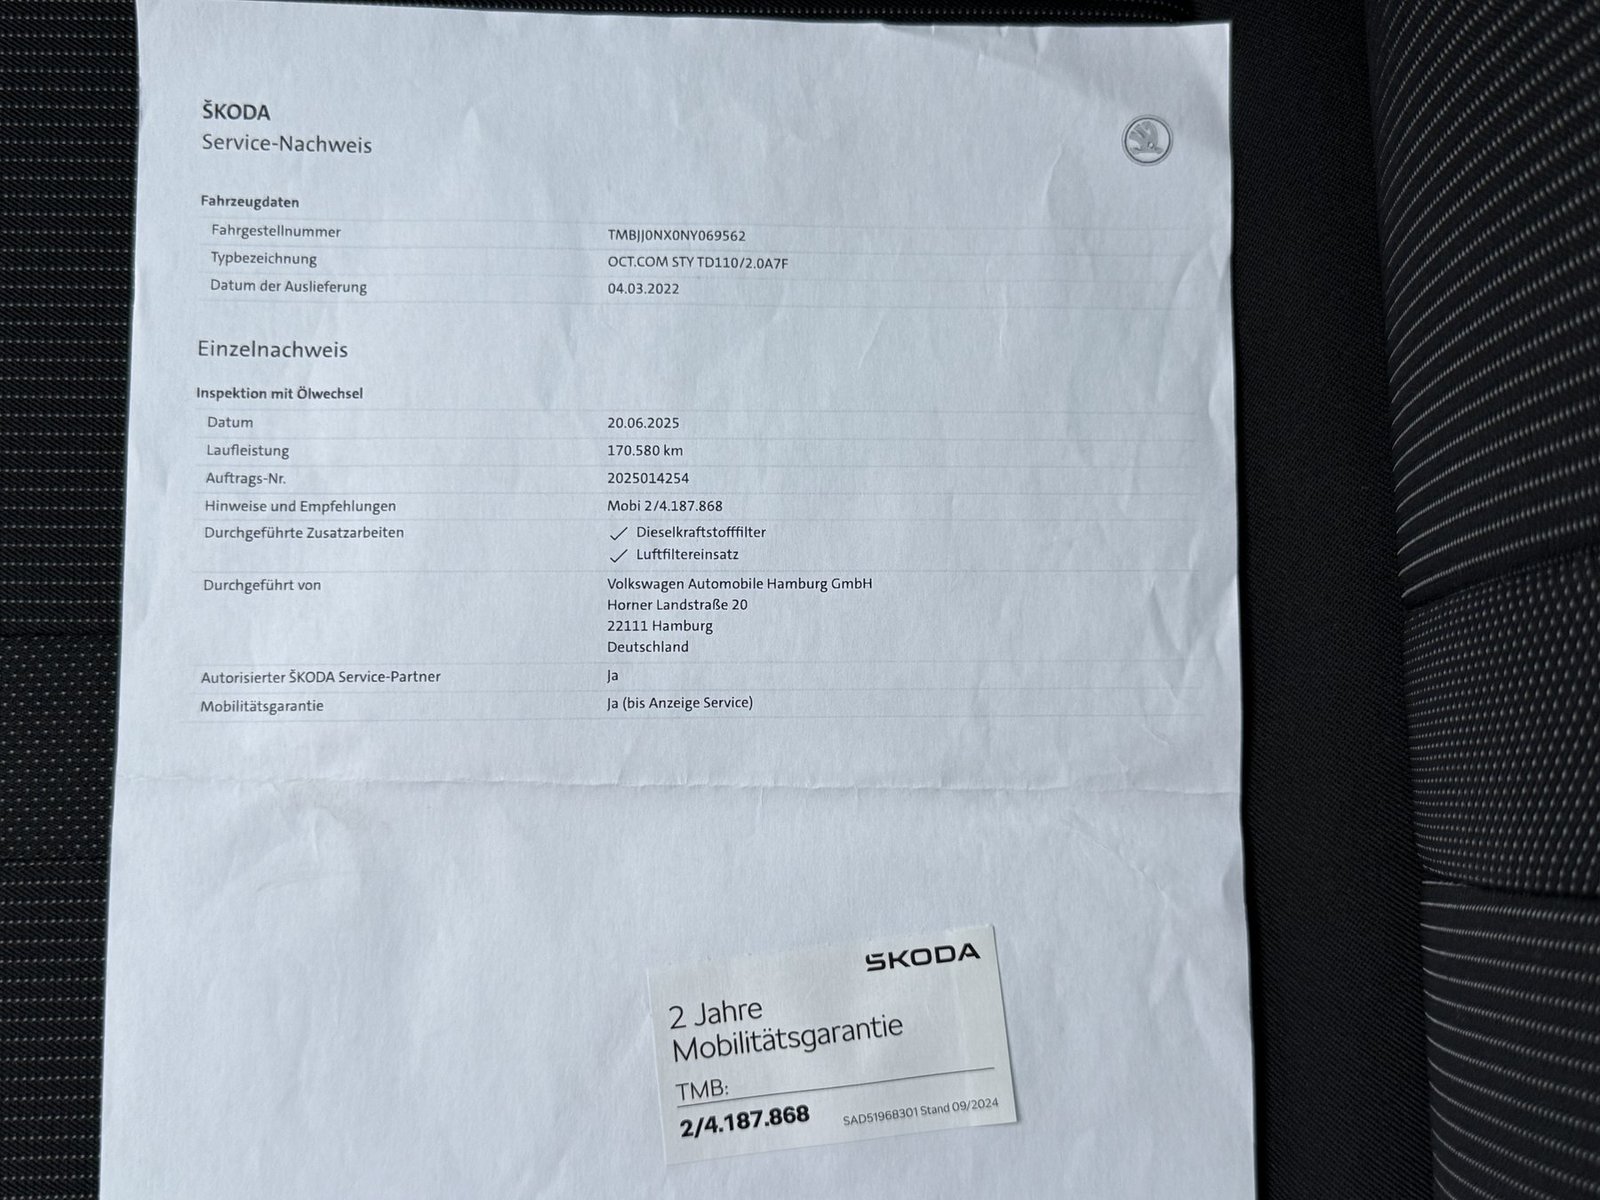 ŠKODA
Service-Nachweis
Fahrzeugdaten
Fahrgestellnummer TMBJJ0NX0NY069562
Typbezeichnung OCT.COM STY TD110/2.0A7F
Datum der Auslieferung 04.03.2022
Einzelnachweis
Inspektion mit Ölwechsel
Datum 20.06.2025
Laufleistung 170.580 km
Auftrags-Nr. 2025014254
Hinweise und Empfehlungen Mobi 2/4.187.868
Durchgeführte Zusatzarbeiten ✓ Dieselkraftstofffilter
✓ Luftfiltereinsatz
Durchgeführt von Volkswagen Automobile Hamburg GmbH
Horner Landstraße 20
22111 Hamburg
Deutschland
Autorisierter ŠKODA Service-Partner Ja
Mobilitätsgarantie Ja (bis Anzeige Service)
ŠKODA
2 Jahre
Mobilitätsgarantie
TMB:
2/4.187.868 SAD51968301 Stand 09/2024